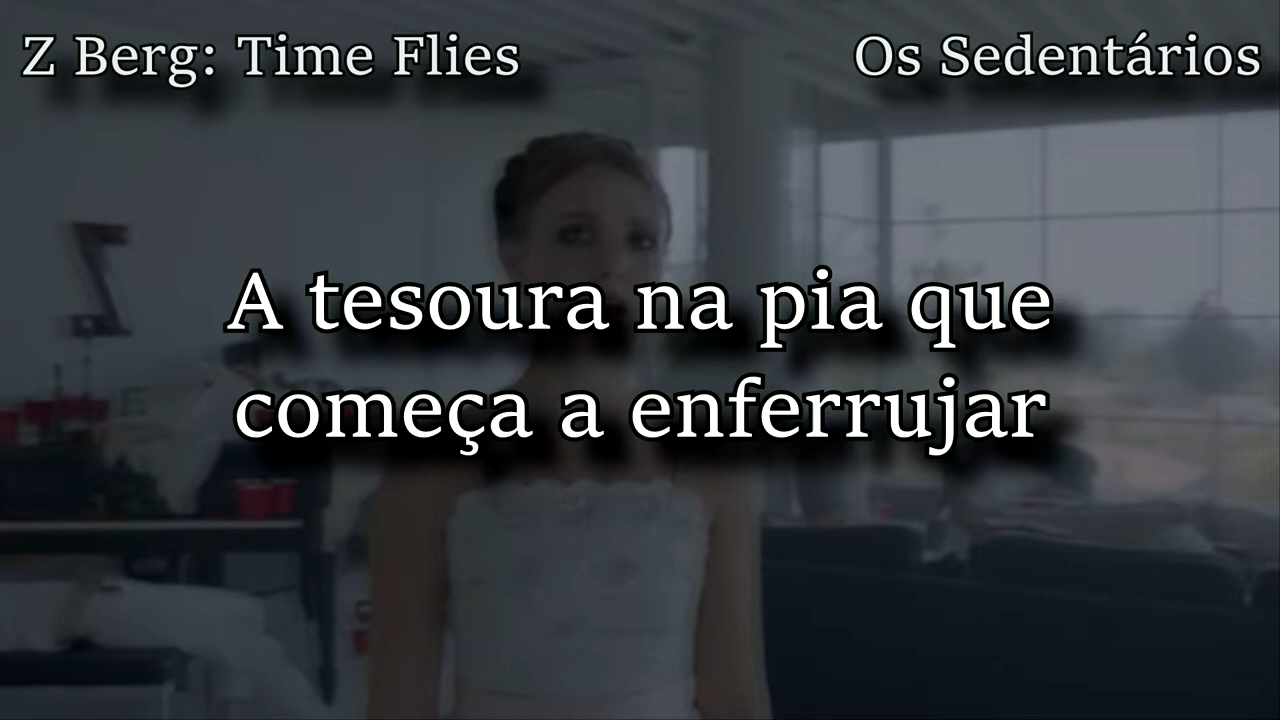 Z Berg: Time Flies
Os Sedentários
A tesoura na pia que
começa a enferrujar